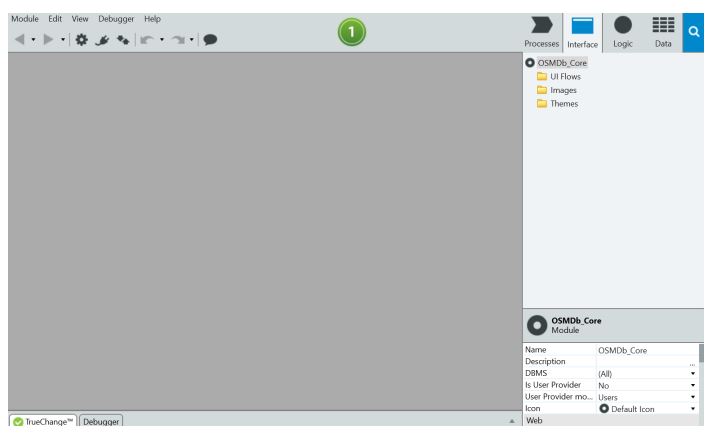 Module Edit View Debugger Help
1
Processes Interface Logic Data
OSMDb_Core
UI Flows
Images
Themes
OSMDb_Core
Module
Name OSMDb_Core
Description ...
DBMS (All)
Is User Provider No
User Provider mo... Users
Icon Default Icon
Web
TrueChange™ Debugger